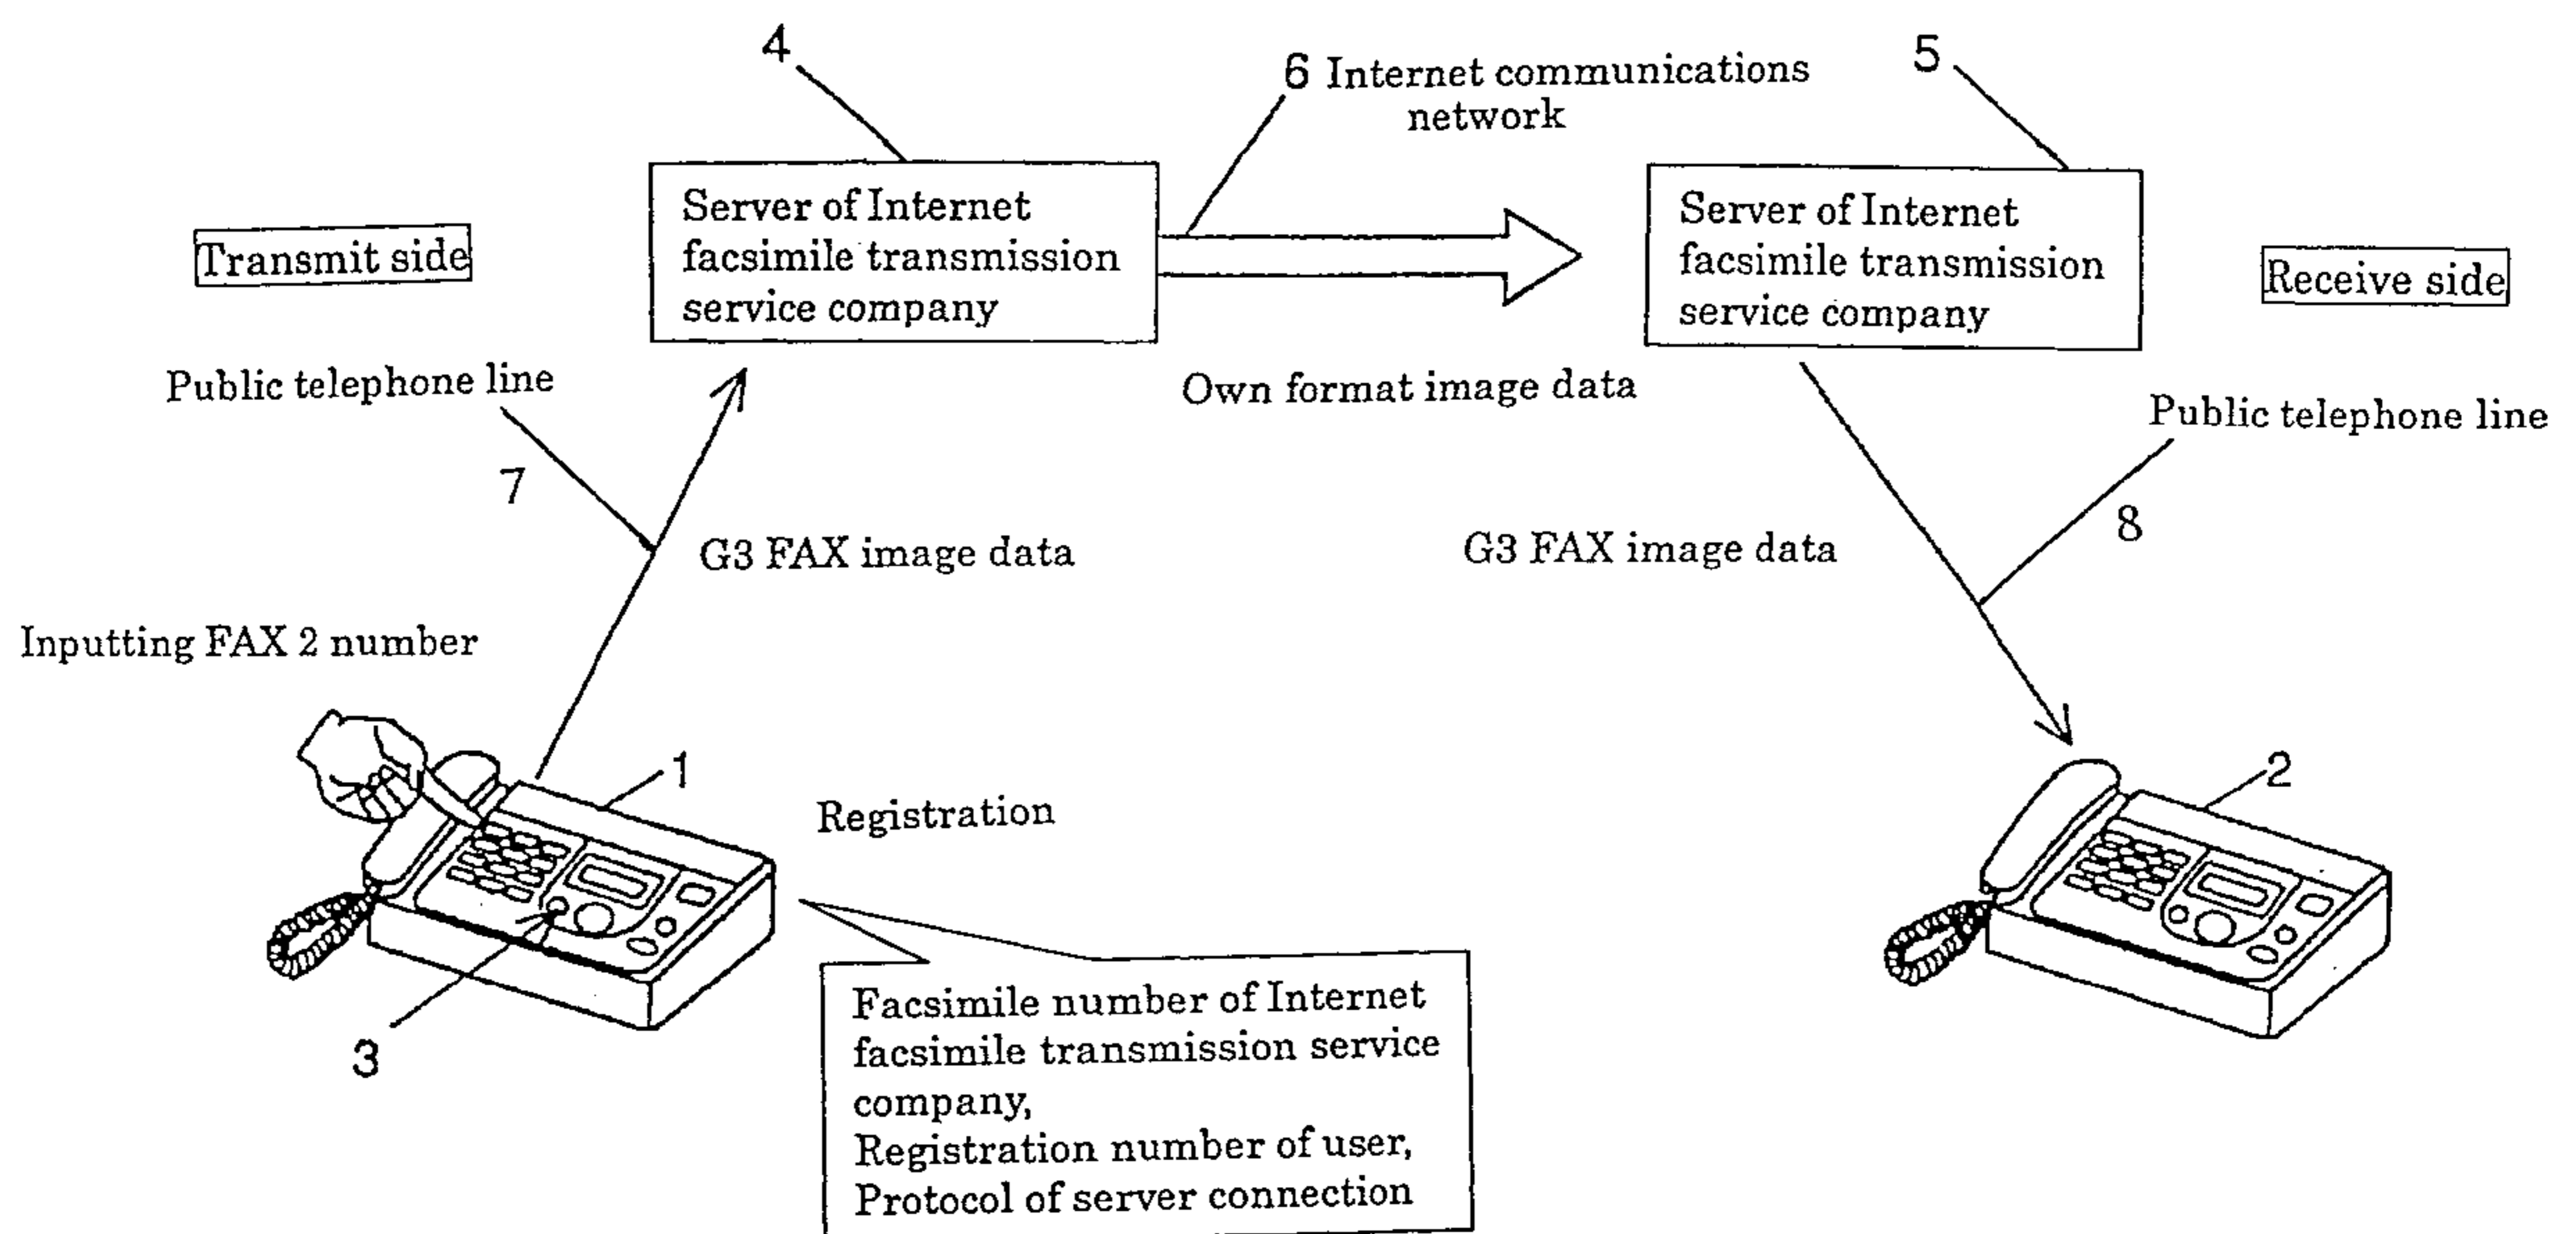 4
6 Internet communications
network
5
Server of Internet
facsimile transmission
service company
Server of Internet
facsimile transmission
service company
Transmit side
Receive side
Public telephone line
Own format image data
Public telephone line
7
8
G3 FAX image data
G3 FAX image data
Inputting FAX 2 number
1
2
Registration
3
Facsimile number of Internet
facsimile transmission service
company,
Registration number of user,
Protocol of server connection